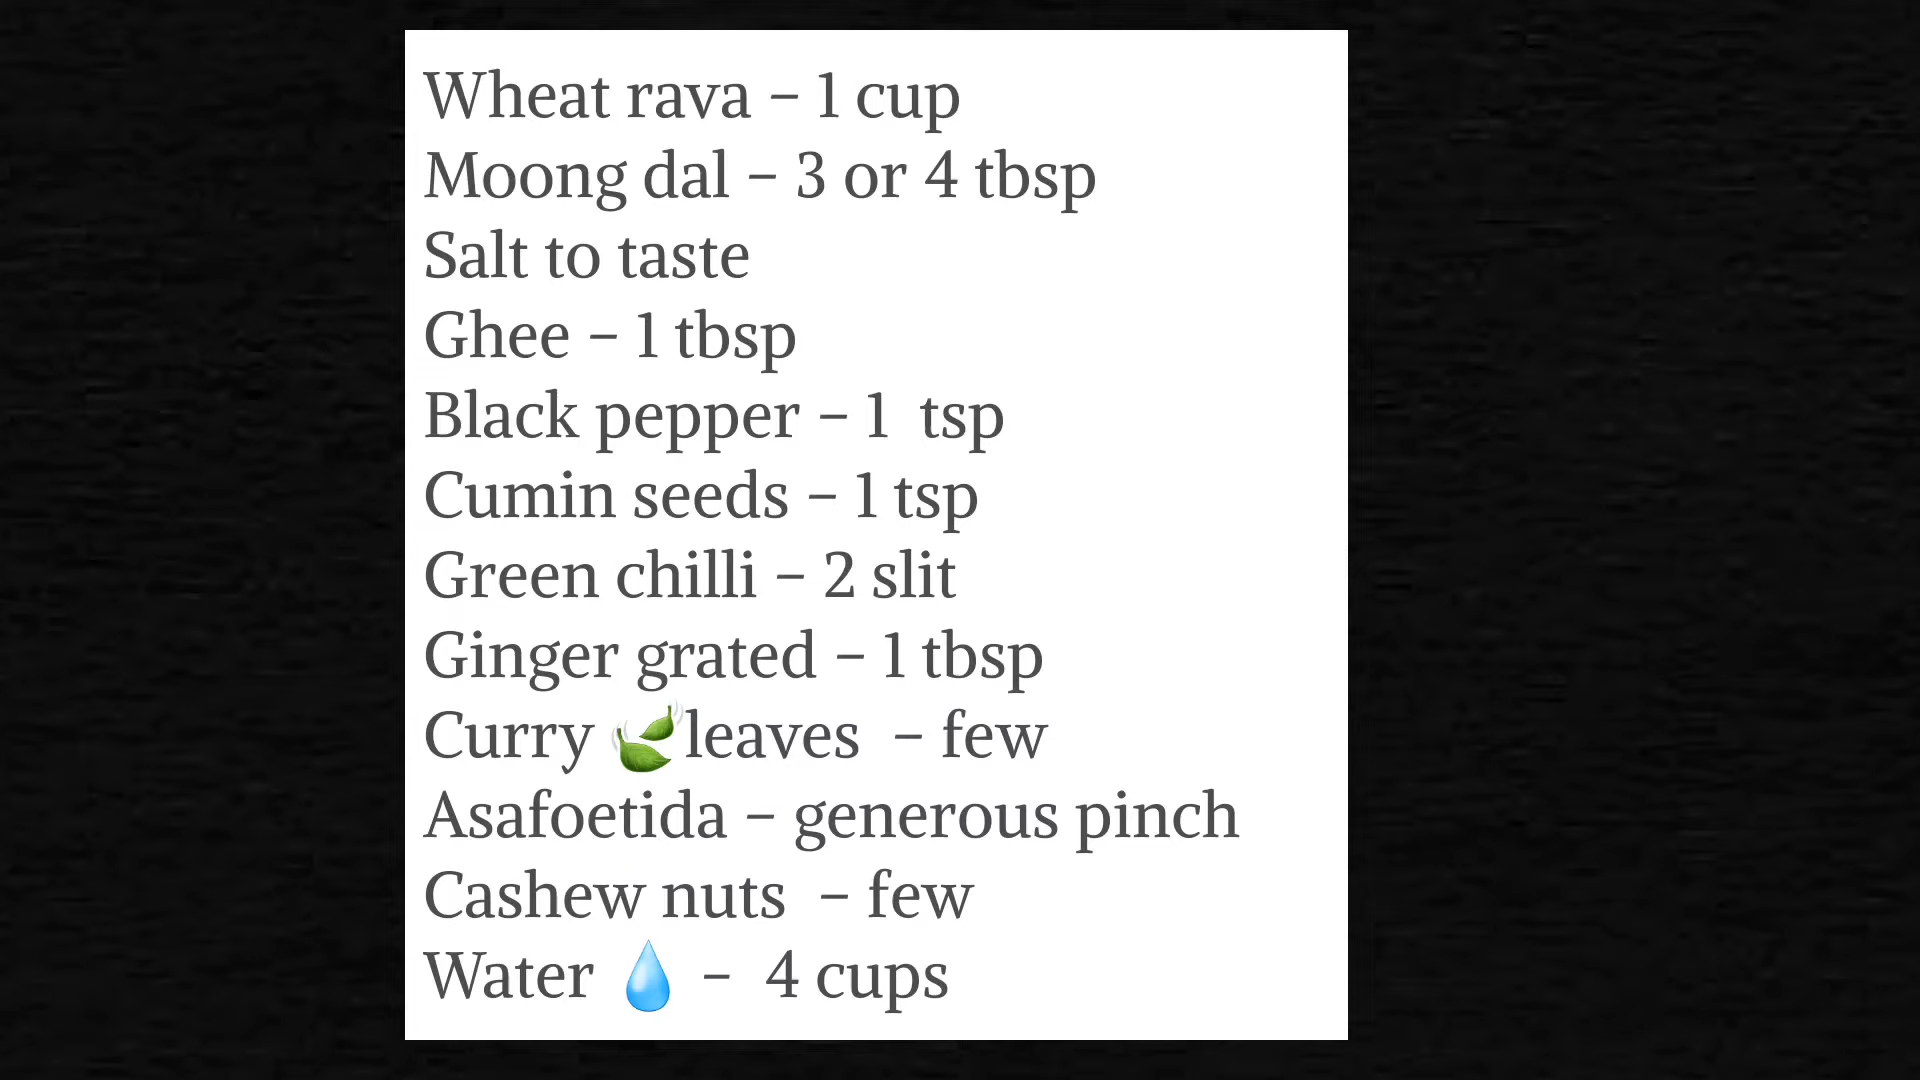 Wheat rava – 1 cup
Moong dal – 3 or 4 tbsp
Salt to taste
Ghee – 1 tbsp
Black pepper – 1  tsp
Cumin seeds – 1 tsp
Green chilli – 2 slit
Ginger grated – 1 tbsp
Curry 🍃leaves  – few
Asafoetida – generous pinch
Cashew nuts  – few
Water 💧 –  4 cups